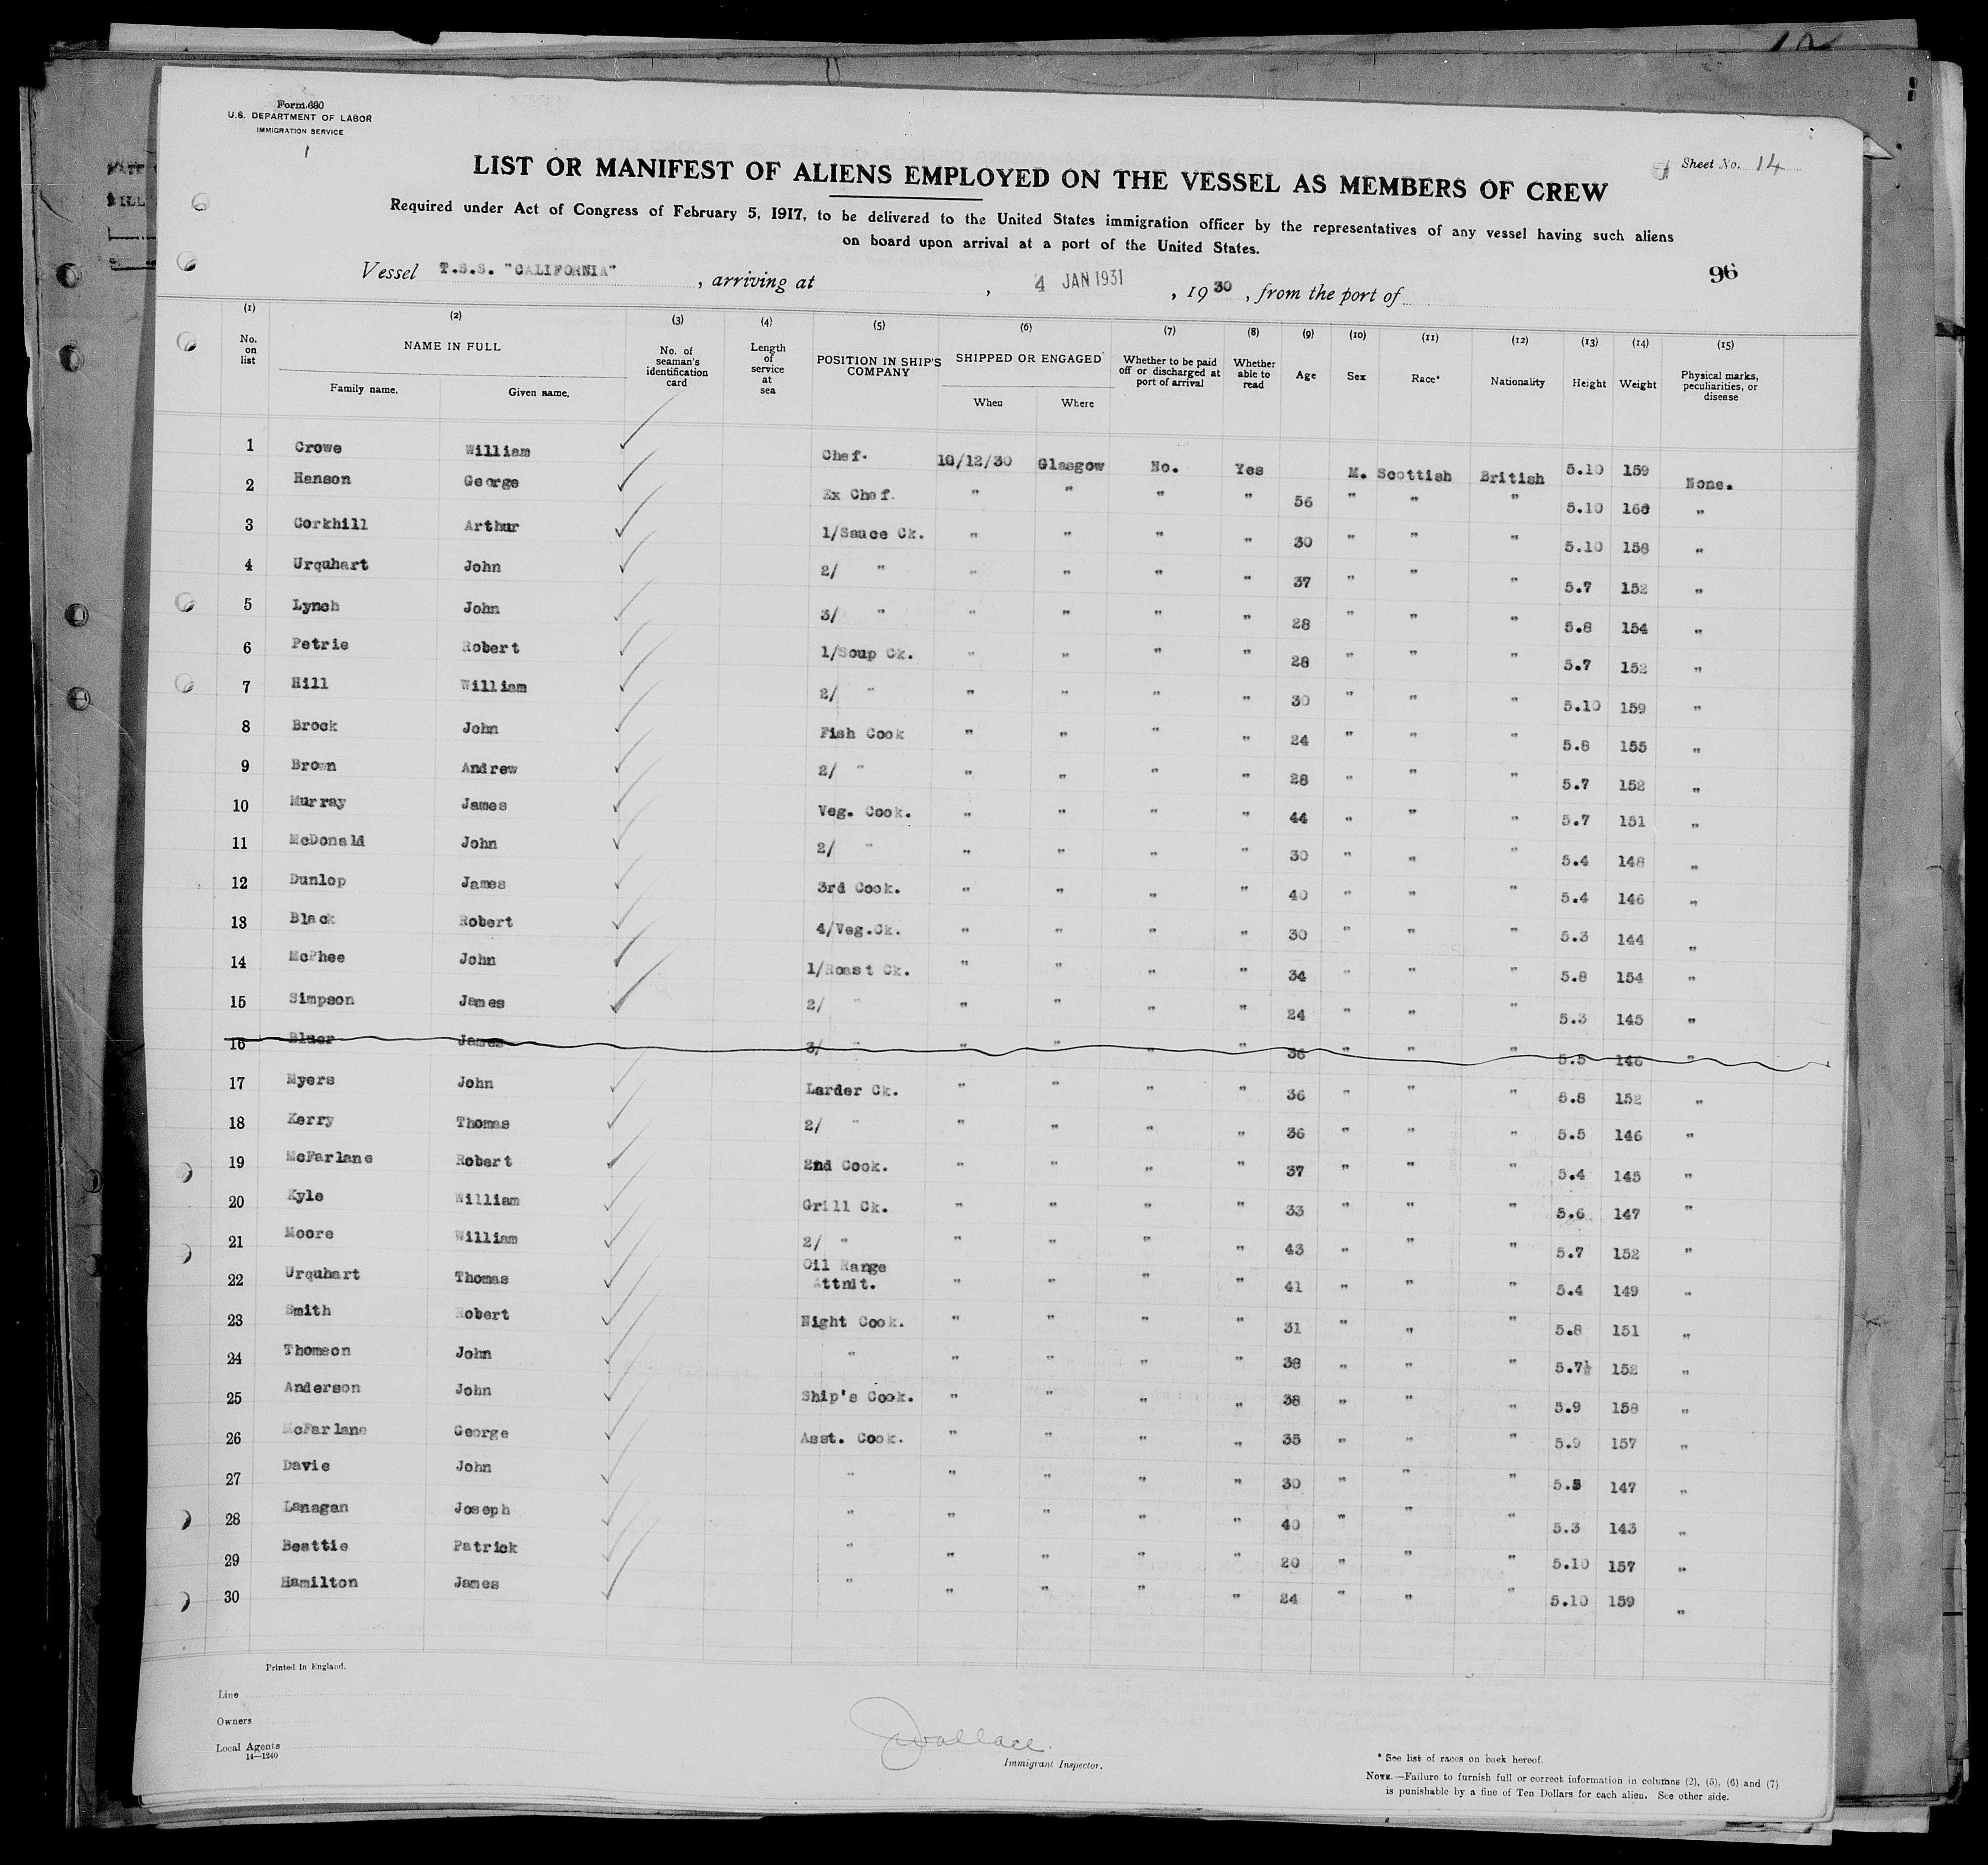 Form 680
U.S. DEPARTMENT OF LABOR
IMMIGRATION SERVICE
Sheet No. 14
LIST OR MANIFEST OF ALIENS EMPLOYED ON THE VESSEL AS MEMBERS OF CREW
Required under Act of Congress of February 5, 1917, to be delivered to the United States immigration officer by the representatives of any vessel having such aliens
on board upon arrival at a port of the United States.
96
Vessel T.S.S. "CALIFORNIA", arriving at , 4 JAN 1931 , 1930, from the port of
(1) (2) (3) (4) (5) (6) (7) (8) (9) (10) (11) (12) (13) (14) (15)
No. on list NAME IN FULL Family name. Given name. No. of seaman's identification card Length of service at sea POSITION IN SHIP'S COMPANY SHIPPED OR ENGAGED When Where Whether to be paid off or discharged at port of arrival Whether able to read Age Sex Race* Nationality Height Weight Physical marks, peculiarities, or disease
1 Crowe William Chef. 10/12/30 Glasgow No. Yes M. Scottish British 5.10 159 None.
2 Hanson George Ex Chef. " " " " 56 " " " 5.10 160 "
3 Corkhill Arthur 1/Sauce Ck. " " " " 30 " " " 5.10 158 "
4 Urquhart John 2/ " " " " " 37 " " " 5.7 152 "
5 Lynch John 3/ " " " " " 28 " " " 5.8 154 "
6 Petrie Robert 1/Soup Ck. " " " " 28 " " " 5.7 152 "
7 Hill William 2/ " " " " " 30 " " " 5.10 159 "
8 Brock John Fish Cook " " " " 24 " " " 5.8 155 "
9 Brown Andrew 2/ " " " " " 28 " " " 5.7 152 "
10 Murray James Veg. Cook. " " " " 44 " " " 5.7 151 "
11 McDonald John 2/ " " " " " 30 " " " 5.4 148 "
12 Dunlop James 3rd Cook. " " " " 40 " " " 5.4 146 "
13 Black Robert 4/Veg.Ck. " " " " 30 " " " 5.3 144 "
14 McPhee John 1/Roast Ck. " " " " 34 " " " 5.8 154 "
15 Simpson James 2/ " " " " " 24 " " " 5.3 145 "
16 Bluer James 3/ " " " " " 36 " " " 5.5 146 "
17 Myers John Larder Ck. " " " " 36 " " " 5.8 152 "
18 Kerry Thomas 2/ " " " " " 36 " " " 5.5 146 "
19 McFarlane Robert 2nd Cook. " " " " 37 " " " 5.4 145 "
20 Kyle William Grill Ck. " " " " 33 " " " 5.6 147 "
21 Moore William 2/ " " " " " 43 " " " 5.7 152 "
22 Urquhart Thomas Oil Range Attndt. " " " " 41 " " " 5.4 149 "
23 Smith Robert Night Cook. " " " " 31 " " " 5.8 151 "
24 Thomson John " " " " " 38 " " " 5.7½ 152 "
25 Anderson John Ship's Cook. " " " " 38 " " " 5.9 158 "
26 McFarlane George Asst. Cook. " " " " 35 " " " 5.9 157 "
27 Davie John " " " " " 30 " " " 5.5 147 "
28 Lanagan Joseph " " " " " 40 " " " 5.3 143 "
29 Beattie Patrick " " " " " 20 " " " 5.10 157 "
30 Hamilton James " " " " " 24 " " " 5.10 159 "
Printed in England.
Line
Owners
Local Agents
14—1240
Wallace.
Immigrant Inspector.
* See list of races on back hereof.
NOTE.—Failure to furnish full or correct information in columns (2), (5), (6) and (7)
is punishable by a fine of Ten Dollars for each alien. See other side.